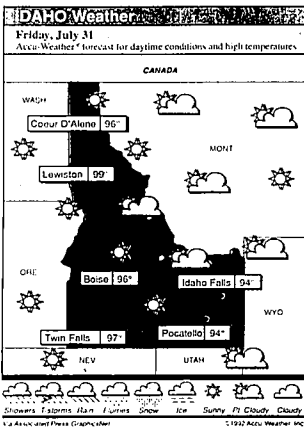 IDAHO Weather
Friday, July 31
Accu-Weather® forecast for daytime conditions and high temperatures
CANADA
WASH
Coeur D'Alene 96°
MONT
Lewiston 99°
ORE
Boise 96°
Idaho Falls 94°
WYO
Twin Falls 97°
Pocatello 94°
NEV
UTAH
Showers T-storms Rain Flurries Snow Ice Sunny Pt. Cloudy Cloudy
Via Associated Press GraphicsNet
©1992 Accu-Weather, Inc.